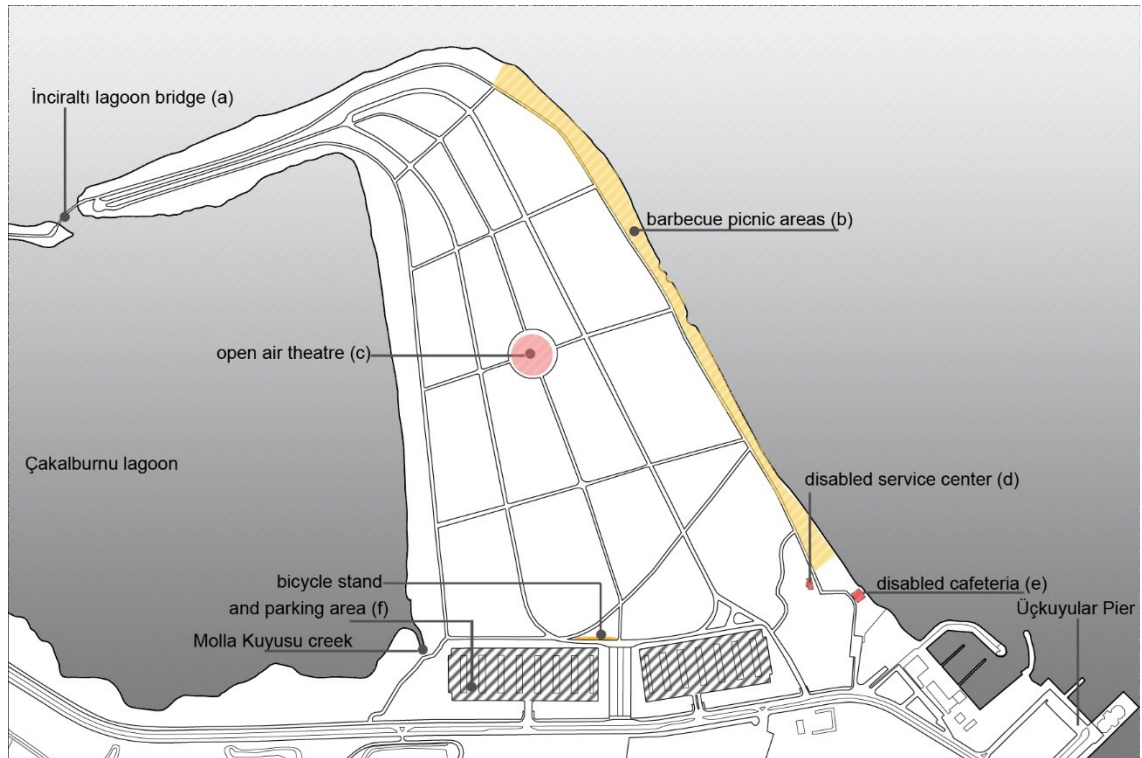 İnciraltı lagoon bridge (a)
barbecue picnic areas (b)
open air theatre (c)
Çakalburnu lagoon
disabled service center (d)
bicycle stand
and parking area (f)
disabled cafeteria (e)
Üçkuyular Pier
Molla Kuyusu creek